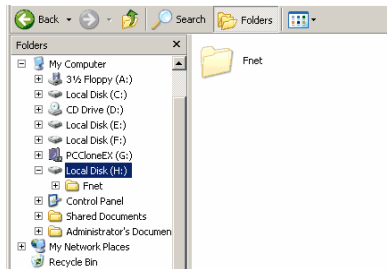 Back Search Folders
Folders
My Computer
3½ Floppy (A:)
Local Disk (C:)
CD Drive (D:)
Local Disk (E:)
Local Disk (F:)
PCCloneEX (G:)
Local Disk (H:)
Fnet
Control Panel
Shared Documents
Administrator's Documen
My Network Places
Recycle Bin
Fnet